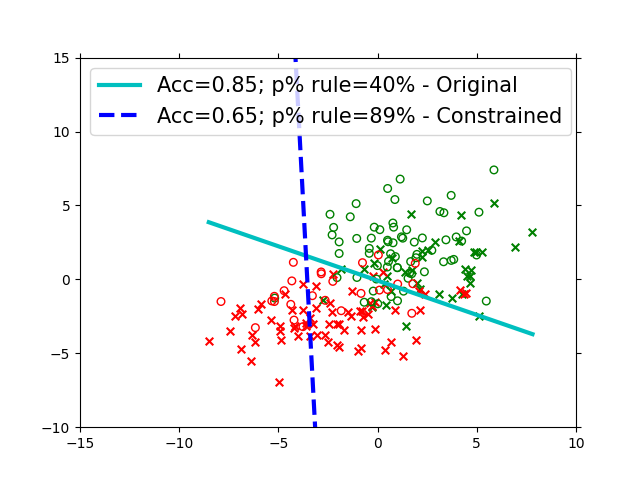 15
Acc=0.85; p% rule=40% - Original
Acc=0.65; p% rule=89% - Constrained
10
5
0
−5
−10
−15 −10 −5 0 5 10